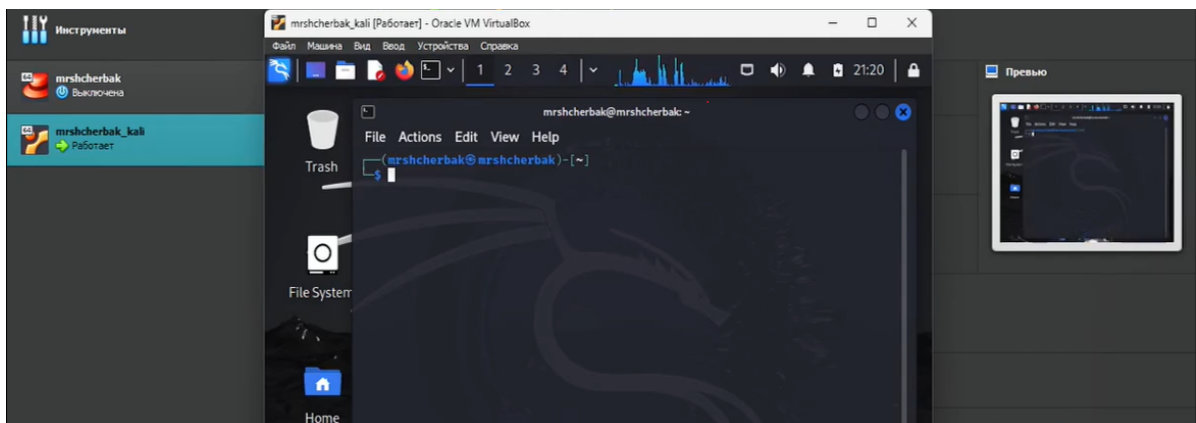 Инструменты
mrshcherbak
Выключена
mrshcherbak_kali
Работает
mrshcherbak_kali [Работает] - Oracle VM VirtualBox
Файл Машина Вид Ввод Устройства Справка
1 2 3 4
21:20
Trash
File System
Home
mrshcherbak@mrshcherbak: ~
File Actions Edit View Help
┌──(mrshcherbak㉿mrshcherbak)-[~]
└─$
Превью